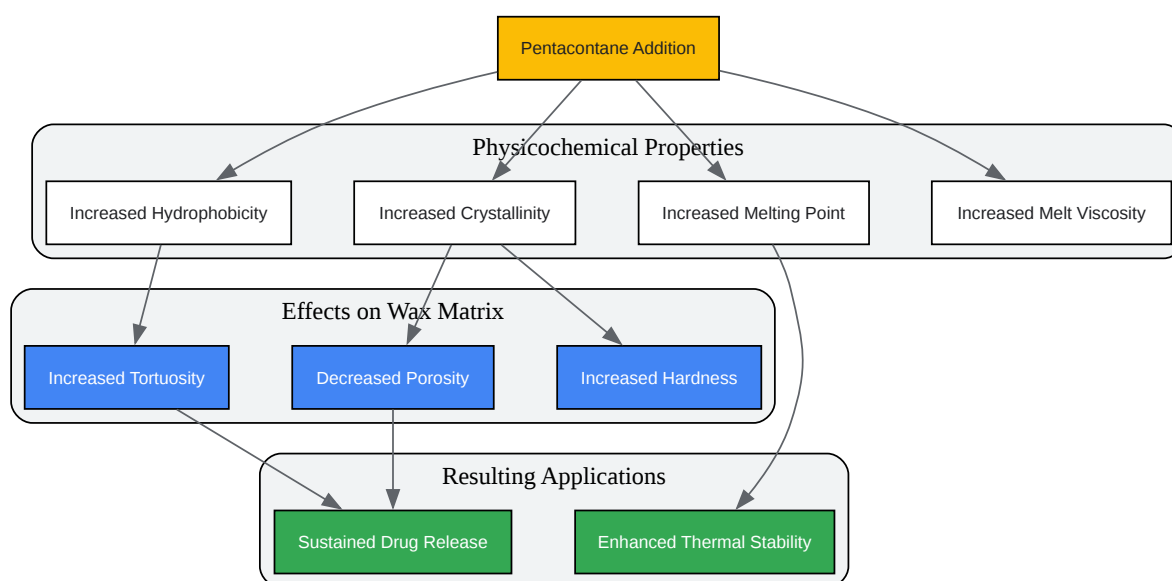 Pentacontane Addition
Physicochemical Properties
Increased Hydrophobicity
Increased Crystallinity
Increased Melting Point
Increased Melt Viscosity
Effects on Wax Matrix
Increased Tortuosity
Decreased Porosity
Increased Hardness
Resulting Applications
Sustained Drug Release
Enhanced Thermal Stability